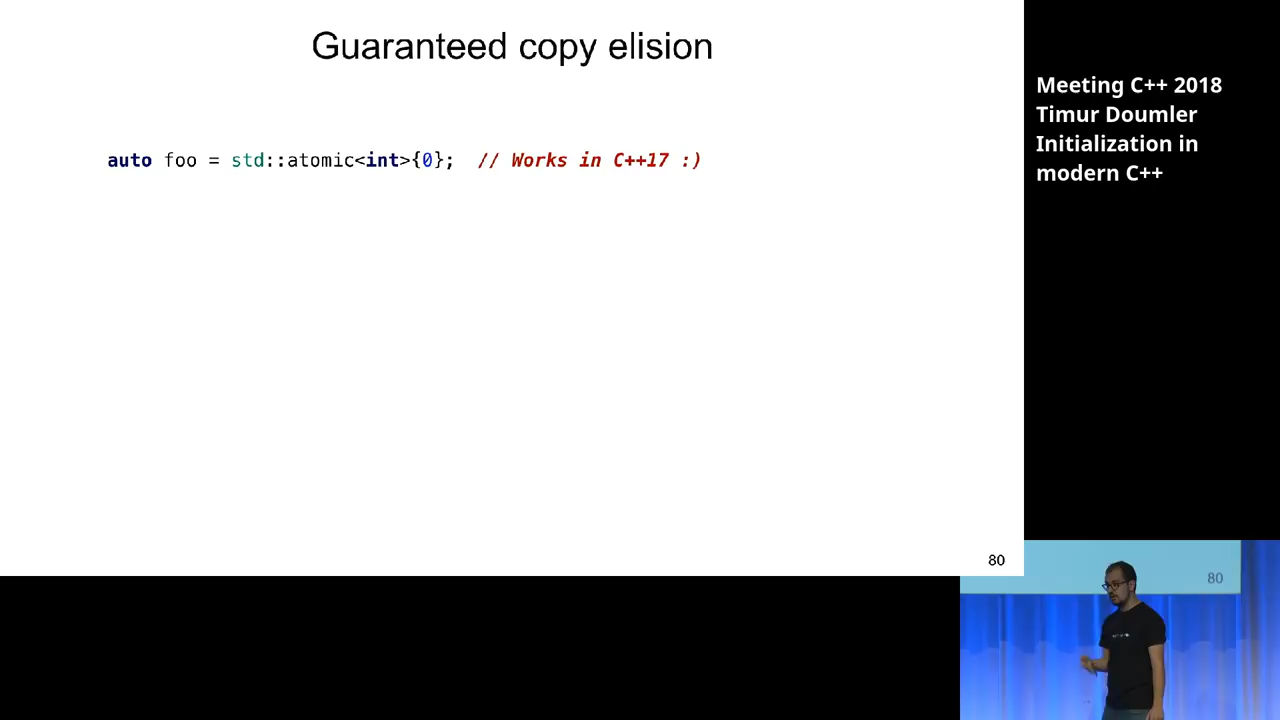 Guaranteed copy elision
auto foo = std::atomic<int>{0};  // Works in C++17 :)
80
Meeting C++ 2018
Timur Doumler
Initialization in
modern C++
80